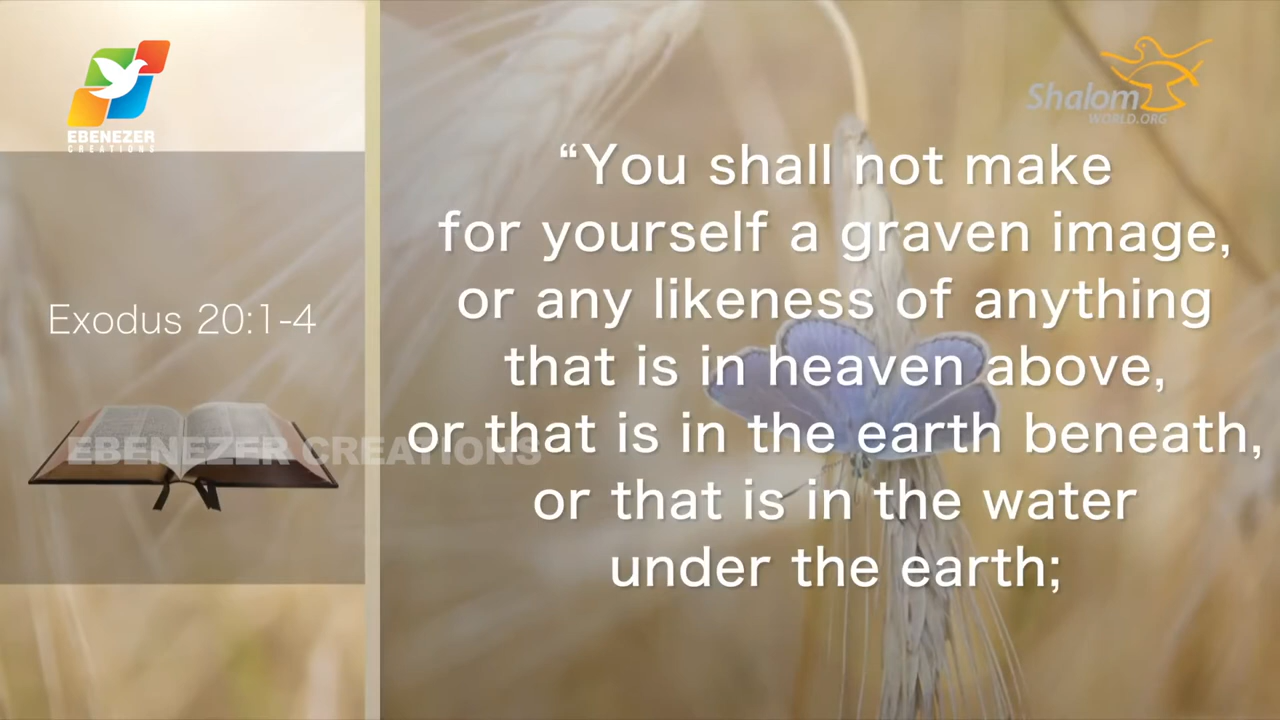 EBENEZER
CREATIONS
Shalom
WORLD.ORG
Exodus 20:1-4
EBENEZER CREATIONS
“You shall not make
for yourself a graven image,
or any likeness of anything
that is in heaven above,
or that is in the earth beneath,
or that is in the water
under the earth;